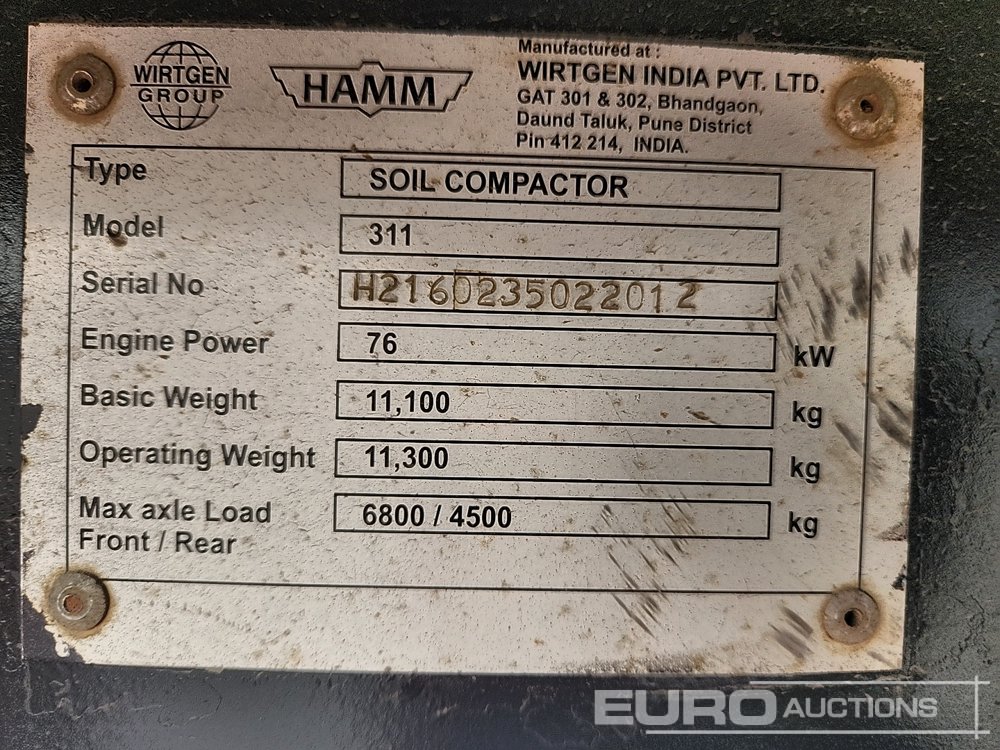 WIRTGEN
GROUP
HAMM
Manufactured at :
WIRTGEN INDIA PVT. LTD.
GAT 301 & 302, Bhandgaon,
Daund Taluk, Pune District
Pin 412 214, INDIA.
Type SOIL COMPACTOR
Model 311
Serial No H2160235022012
Engine Power 76 kW
Basic Weight 11,100 kg
Operating Weight 11,300 kg
Max axle Load 6800 / 4500 kg
Front / Rear
EURO AUCTIONS